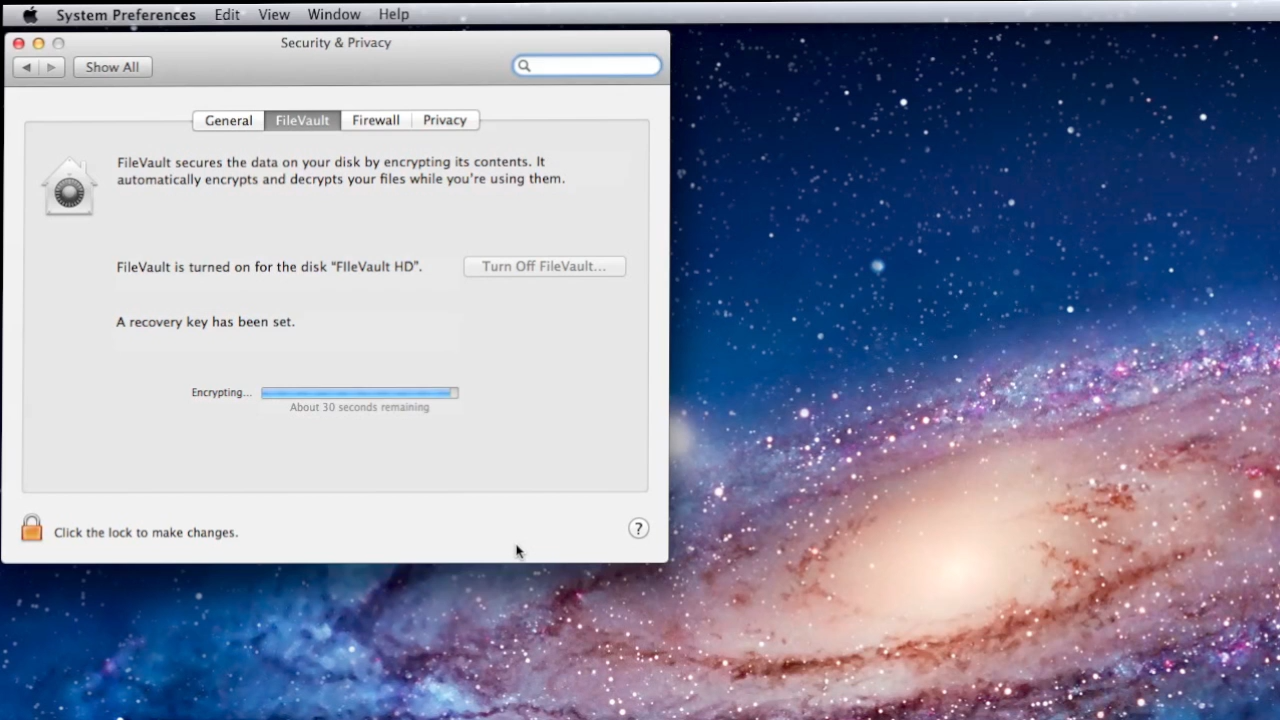 System Preferences Edit View Window Help
Security & Privacy
Show All
General FileVault Firewall Privacy
FileVault secures the data on your disk by encrypting its contents. It
automatically encrypts and decrypts your files while you're using them.
FileVault is turned on for the disk “FIleVault HD”. Turn Off FileVault...
A recovery key has been set.
Encrypting...
About 30 seconds remaining
Click the lock to make changes. ?